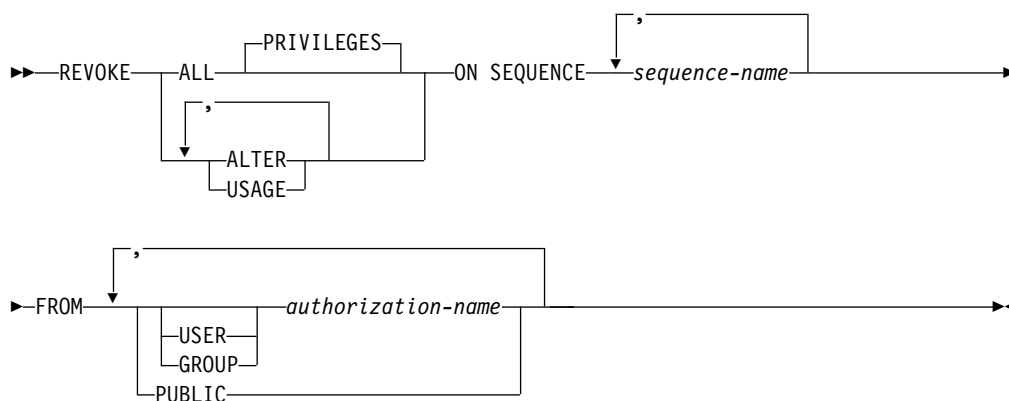 ,
PRIVILEGES
REVOKE ALL ON SEQUENCE sequence-name
,
ALTER
USAGE
,
FROM authorization-name
USER
GROUP
PUBLIC